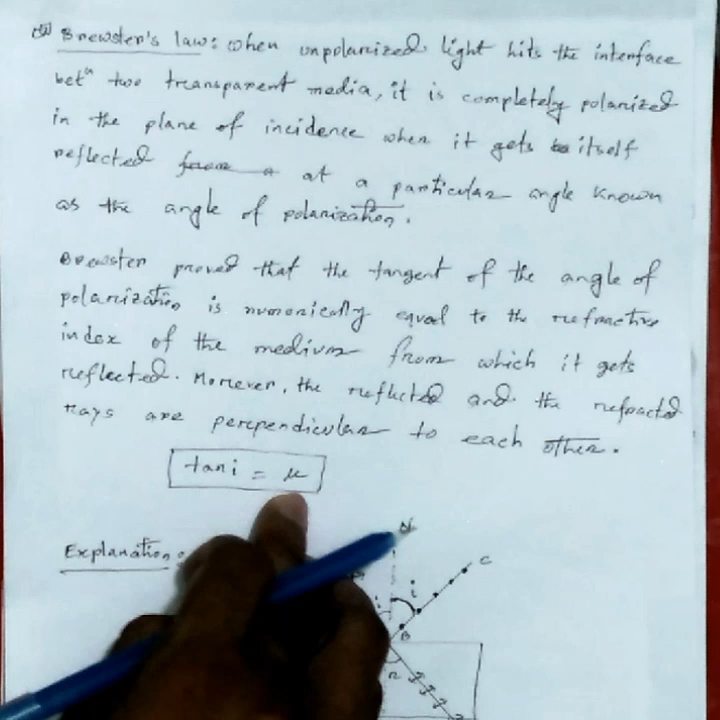 Brewster's law: When unpolarized light hits the interface
betⁿ two transparent media, it is completely polarized
in the plane of incidence when it gets itself
reflected at a particular angle known
as the angle of polarization.
Brewster proved that the tangent of the angle of
polarization is numerically equal to the refractive
index of the medium from which it gets
reflected. Moreover, the reflected and the refracted
rays are perpendicular to each other.
tan i = μ
Explanation:
N
C
i
i
B
r